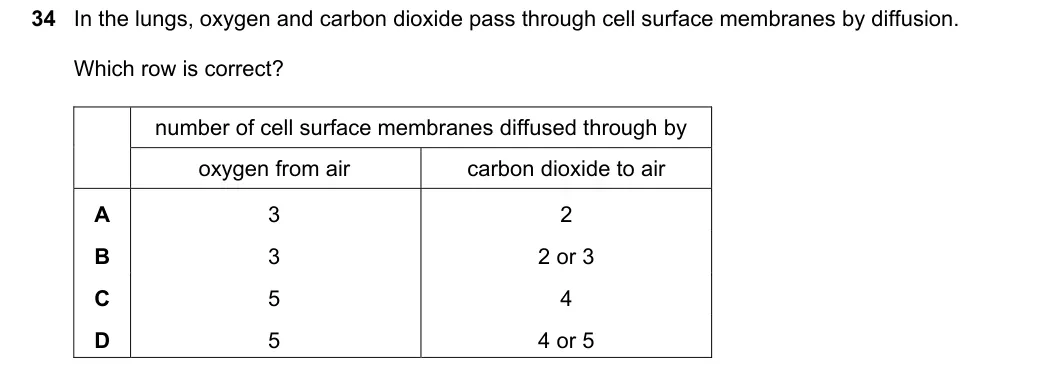 34 In the lungs, oxygen and carbon dioxide pass through cell surface membranes by diffusion.
Which row is correct?
number of cell surface membranes diffused through by
oxygen from air carbon dioxide to air
A 3 2
B 3 2 or 3
C 5 4
D 5 4 or 5